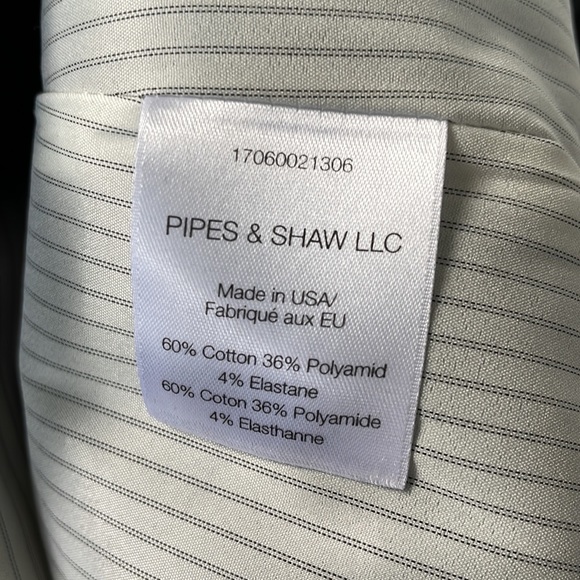 17060021306
PIPES & SHAW LLC
Made in USA/
Fabriqué aux EU
60% Cotton 36% Polyamid
4% Elastane
60% Coton 36% Polyamide
4% Elasthanne